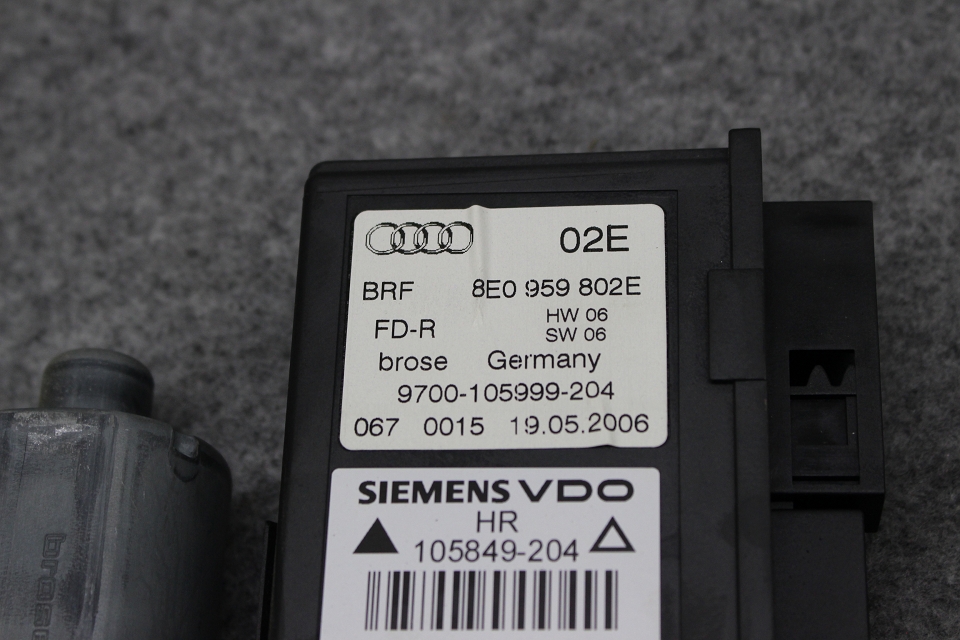 02E
BRF 8E0 959 802E
FD-R HW 06
SW 06
brose Germany
9700-105999-204
067 0015 19.05.2006
SIEMENS VDO
HR
105849-204
brose